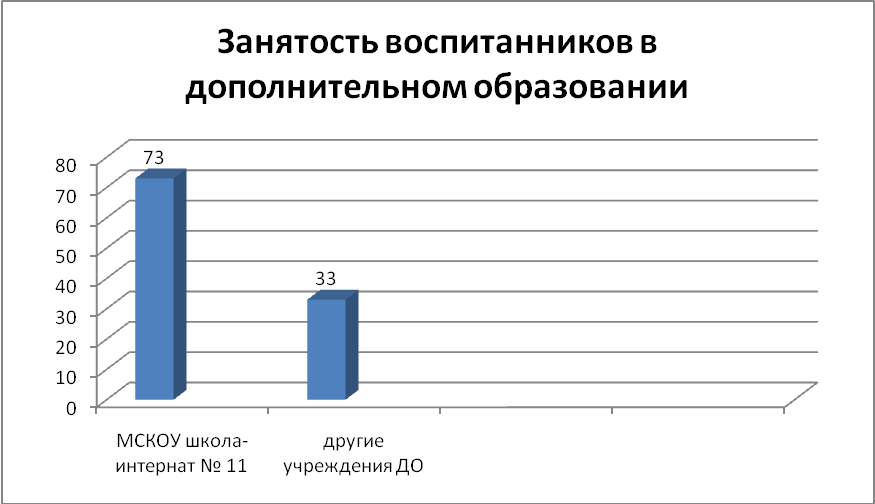 Занятость воспитанников в
дополнительном образовании
80
70
60
50
40
30
20
10
0
73
33
МСКОУ школа-
интернат № 11
другие
учреждения ДО